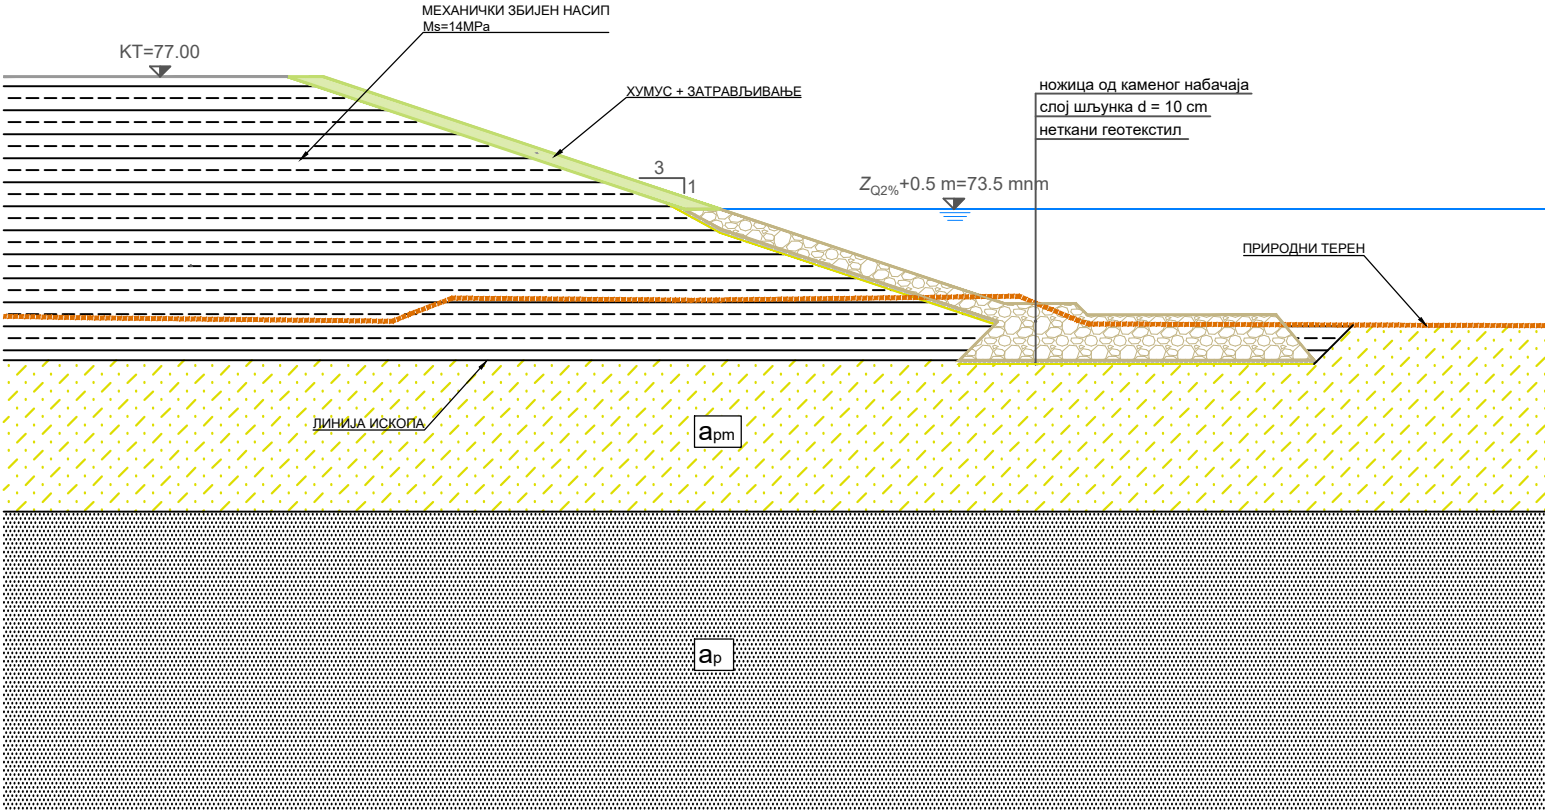 МЕХАНИЧКИ ЗБИЈЕН НАСИП
Ms=14MPa
КТ=77.00
ХУМУС + ЗАТРАВЉИВАЊЕ
ножица од каменог набачаја
слој шљунка d = 10 cm
неткани геотекстил
3
1
ZQ2%+0.5 m=73.5 mnm
ПРИРОДНИ ТЕРЕН
ЛИНИЈА ИСКОПА
apm
ap